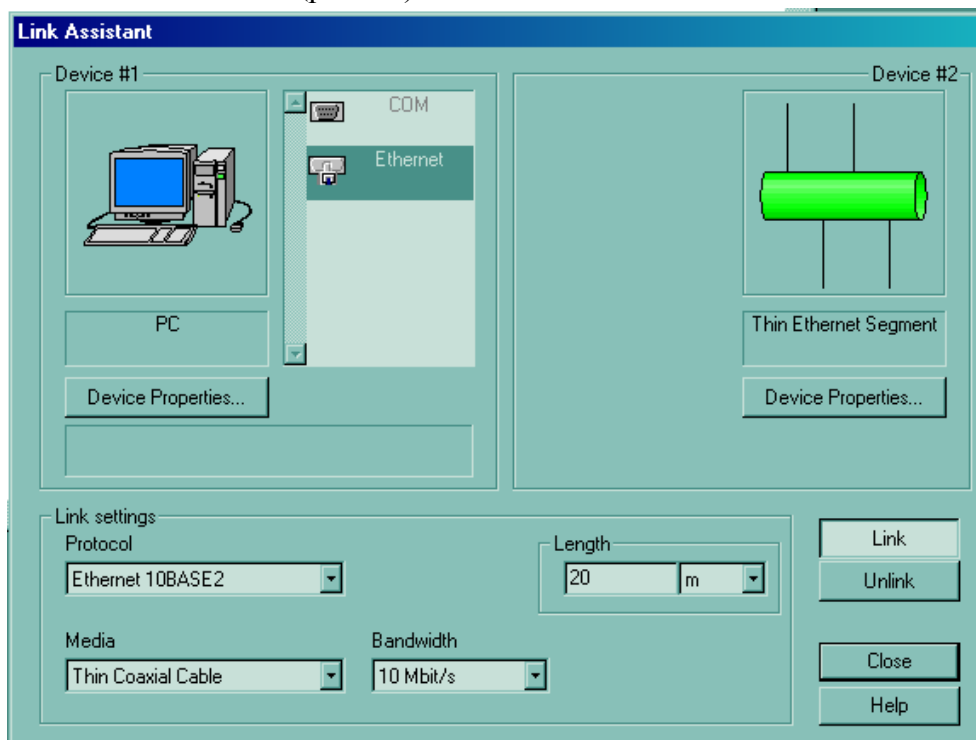 Link Assistant
Device #1
Device #2
COM
Ethernet
PC
Thin Ethernet Segment
Device Properties...
Device Properties...
Link settings
Protocol
Length
Link
Ethernet 10BASE2
20
m
Unlink
Media
Bandwidth
Thin Coaxial Cable
10 Mbit/s
Close
Help